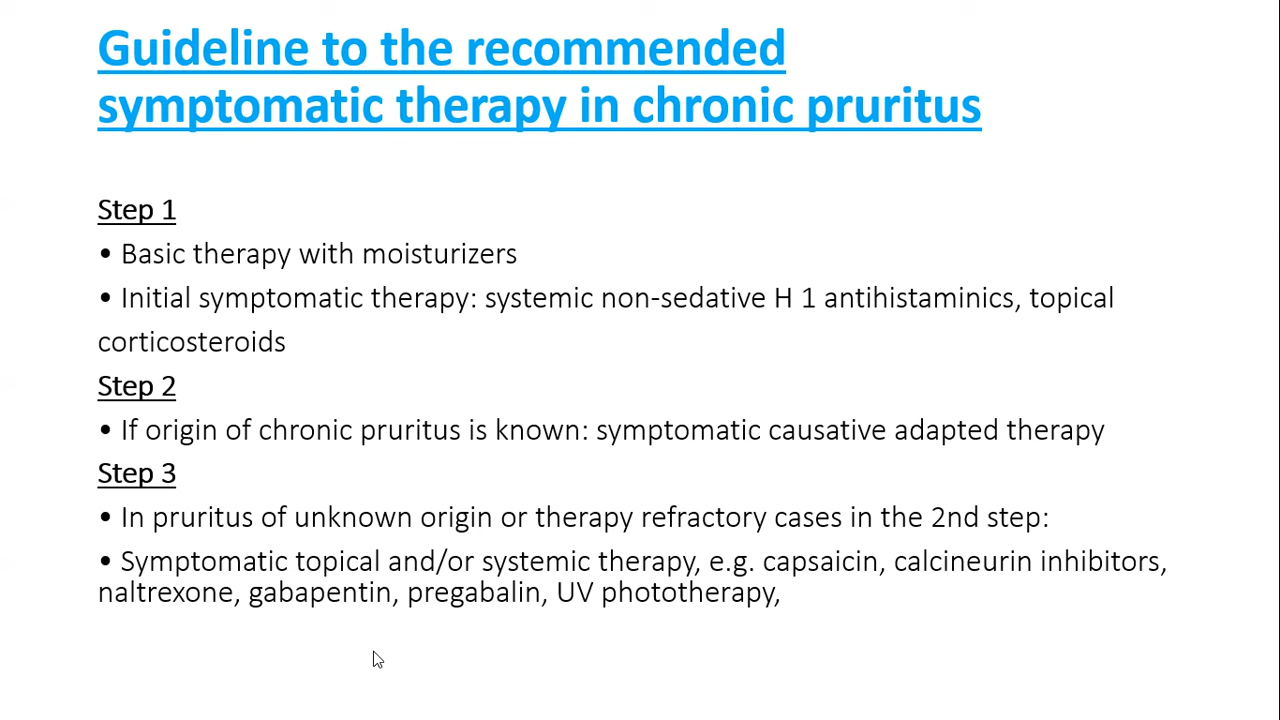 Guideline to the recommended
symptomatic therapy in chronic pruritus
Step 1
• Basic therapy with moisturizers
• Initial symptomatic therapy: systemic non-sedative H 1 antihistaminics, topical
corticosteroids
Step 2
• If origin of chronic pruritus is known: symptomatic causative adapted therapy
Step 3
• In pruritus of unknown origin or therapy refractory cases in the 2nd step:
• Symptomatic topical and/or systemic therapy, e.g. capsaicin, calcineurin inhibitors,
naltrexone, gabapentin, pregabalin, UV phototherapy,